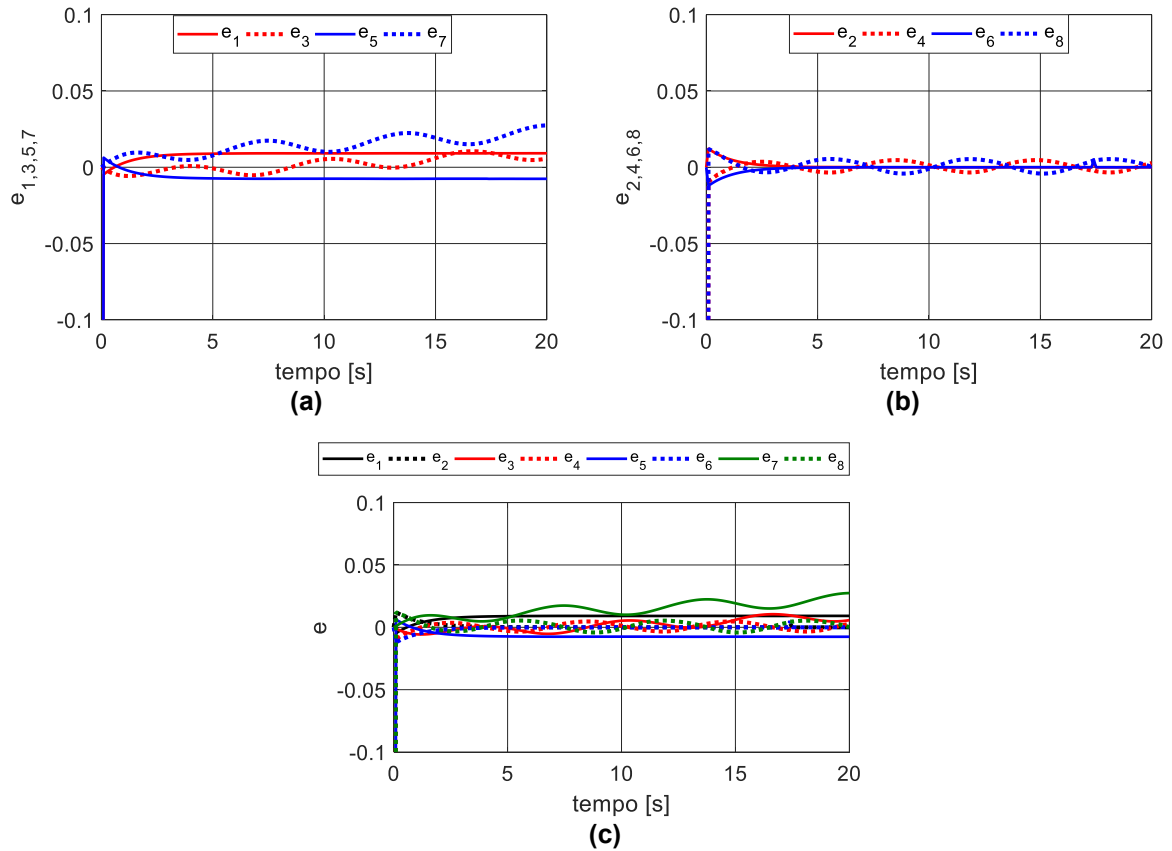 e1 e3 e5 e7
0.1
0.05
0
-0.05
-0.1
e1,3,5,7
0 5 10 15 20
tempo [s]
(a)
e2 e4 e6 e8
0.1
0.05
0
-0.05
-0.1
e2,4,6,8
0 5 10 15 20
tempo [s]
(b)
e1 e2 e3 e4 e5 e6 e7 e8
0.1
0.05
0
-0.05
-0.1
e
0 5 10 15 20
tempo [s]
(c)